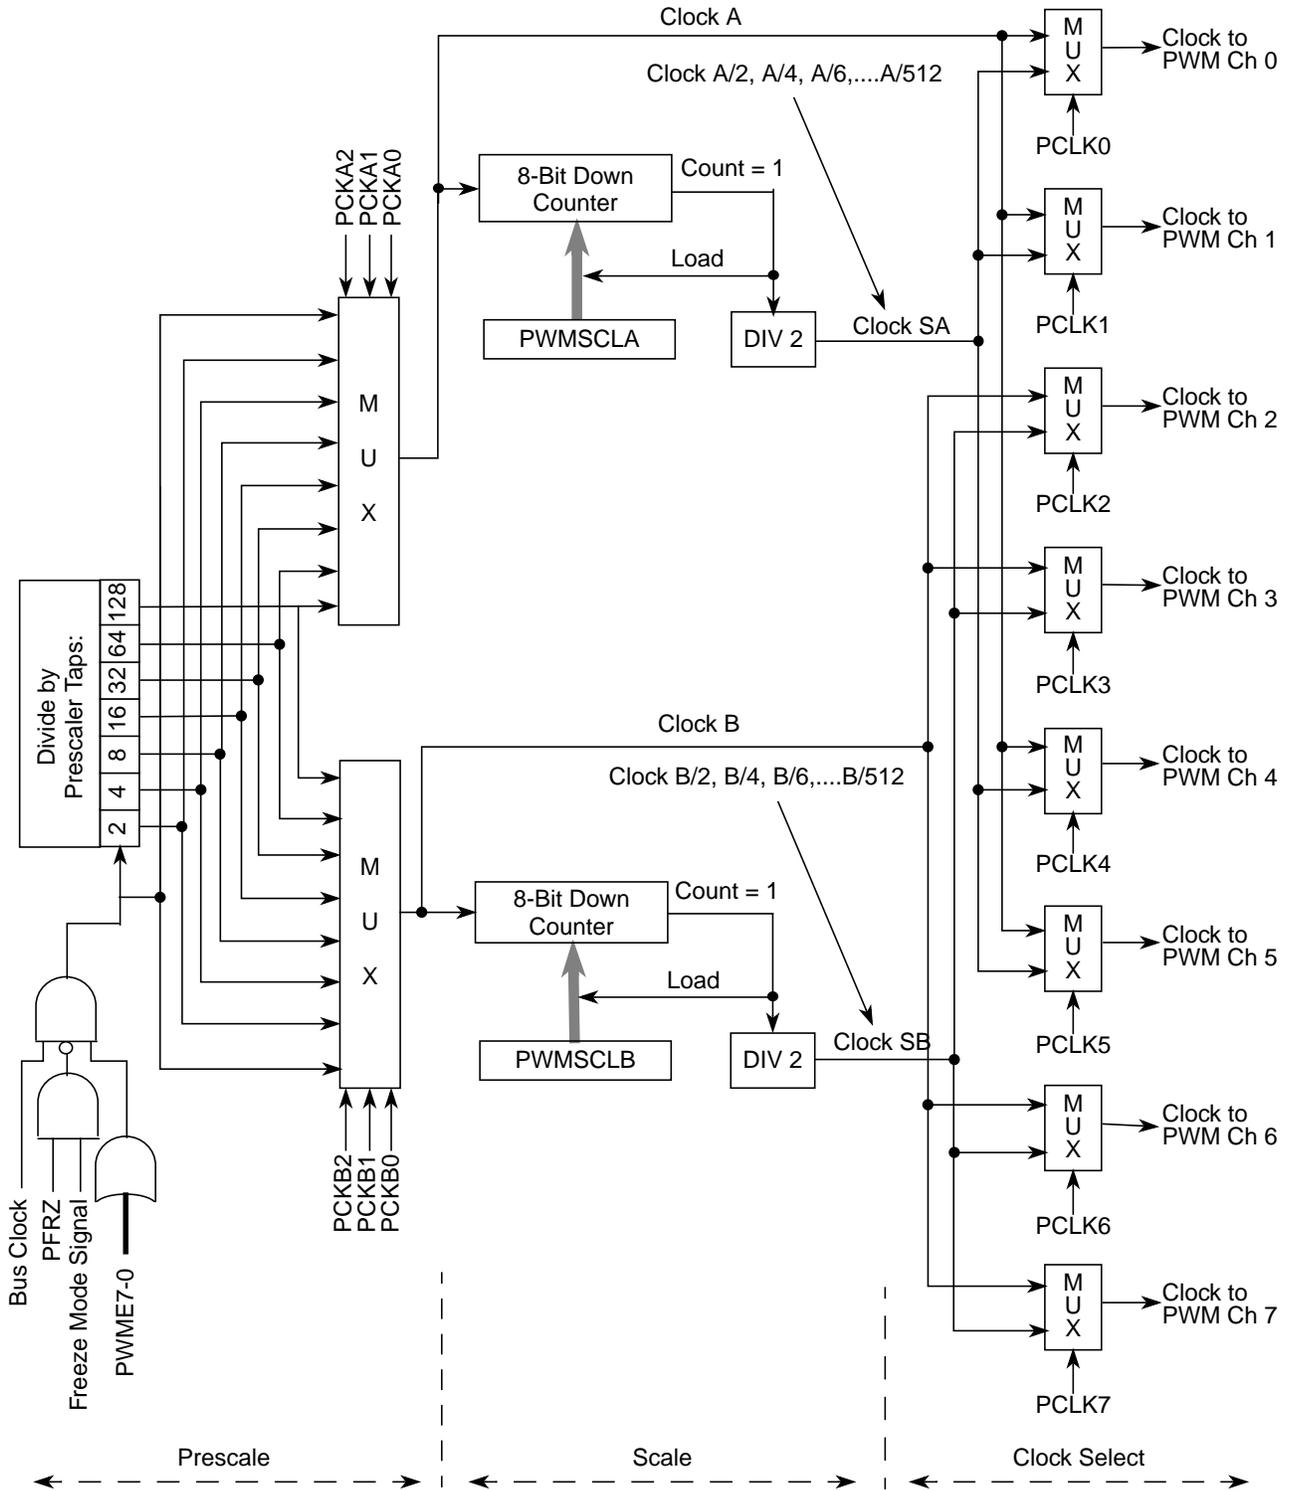 Clock A
Clock A/2, A/4, A/6,....A/512
M
U
X
Clock to
PWM Ch 0
PCLK0
PCKA2
PCKA1
PCKA0
8-Bit Down
Counter
Count = 1
Load
PWMSCLA
DIV 2
Clock SA
M
U
X
Clock to
PWM Ch 1
PCLK1
M
U
X
M
U
X
Clock to
PWM Ch 2
PCLK2
M
U
X
Clock to
PWM Ch 3
PCLK3
Divide by
Prescaler Taps:
128
64
32
16
8
4
2
Clock B
Clock B/2, B/4, B/6,....B/512
M
U
X
Clock to
PWM Ch 4
PCLK4
M
U
X
8-Bit Down
Counter
Count = 1
Load
PWMSCLB
DIV 2
Clock SB
M
U
X
Clock to
PWM Ch 5
PCLK5
M
U
X
Clock to
PWM Ch 6
PCLK6
PCKB2
PCKB1
PCKB0
Bus Clock
PFRZ
Freeze Mode Signal
PWME7-0
M
U
X
Clock to
PWM Ch 7
PCLK7
Prescale
Scale
Clock Select